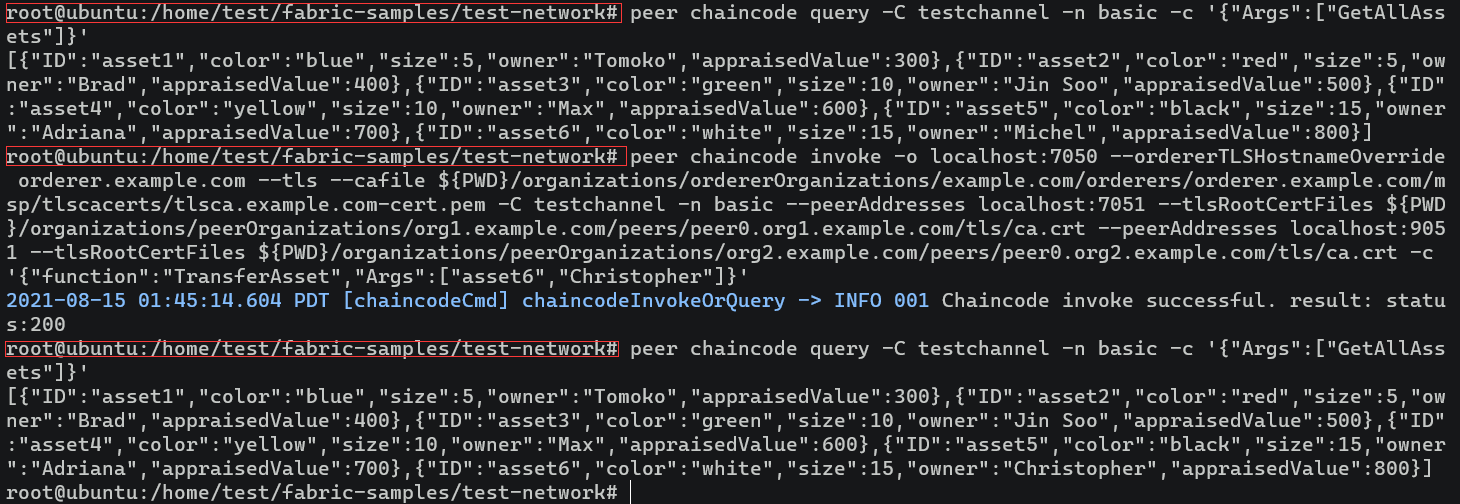 root@ubuntu:/home/test/fabric-samples/test-network# peer chaincode query -C testchannel -n basic -c '{"Args":["GetAllAss
ets"]}'
[{"ID":"asset1","color":"blue","size":5,"owner":"Tomoko","appraisedValue":300},{"ID":"asset2","color":"red","size":5,"ow
ner":"Brad","appraisedValue":400},{"ID":"asset3","color":"green","size":10,"owner":"Jin Soo","appraisedValue":500},{"ID"
:"asset4","color":"yellow","size":10,"owner":"Max","appraisedValue":600},{"ID":"asset5","color":"black","size":15,"owner
":"Adriana","appraisedValue":700},{"ID":"asset6","color":"white","size":15,"owner":"Michel","appraisedValue":800}]
root@ubuntu:/home/test/fabric-samples/test-network# peer chaincode invoke -o localhost:7050 --ordererTLSHostnameOverride
 orderer.example.com --tls --cafile ${PWD}/organizations/ordererOrganizations/example.com/orderers/orderer.example.com/m
sp/tlscacerts/tlsca.example.com-cert.pem -C testchannel -n basic --peerAddresses localhost:7051 --tlsRootCertFiles ${PWD
}/organizations/peerOrganizations/org1.example.com/peers/peer0.org1.example.com/tls/ca.crt --peerAddresses localhost:905
1 --tlsRootCertFiles ${PWD}/organizations/peerOrganizations/org2.example.com/peers/peer0.org2.example.com/tls/ca.crt -c
'{"function":"TransferAsset","Args":["asset6","Christopher"]}'
2021-08-15 01:45:14.604 PDT [chaincodeCmd] chaincodeInvokeOrQuery -> INFO 001 Chaincode invoke successful. result: statu
s:200
root@ubuntu:/home/test/fabric-samples/test-network# peer chaincode query -C testchannel -n basic -c '{"Args":["GetAllAss
ets"]}'
[{"ID":"asset1","color":"blue","size":5,"owner":"Tomoko","appraisedValue":300},{"ID":"asset2","color":"red","size":5,"ow
ner":"Brad","appraisedValue":400},{"ID":"asset3","color":"green","size":10,"owner":"Jin Soo","appraisedValue":500},{"ID"
:"asset4","color":"yellow","size":10,"owner":"Max","appraisedValue":600},{"ID":"asset5","color":"black","size":15,"owner
":"Adriana","appraisedValue":700},{"ID":"asset6","color":"white","size":15,"owner":"Christopher","appraisedValue":800}]
root@ubuntu:/home/test/fabric-samples/test-network#